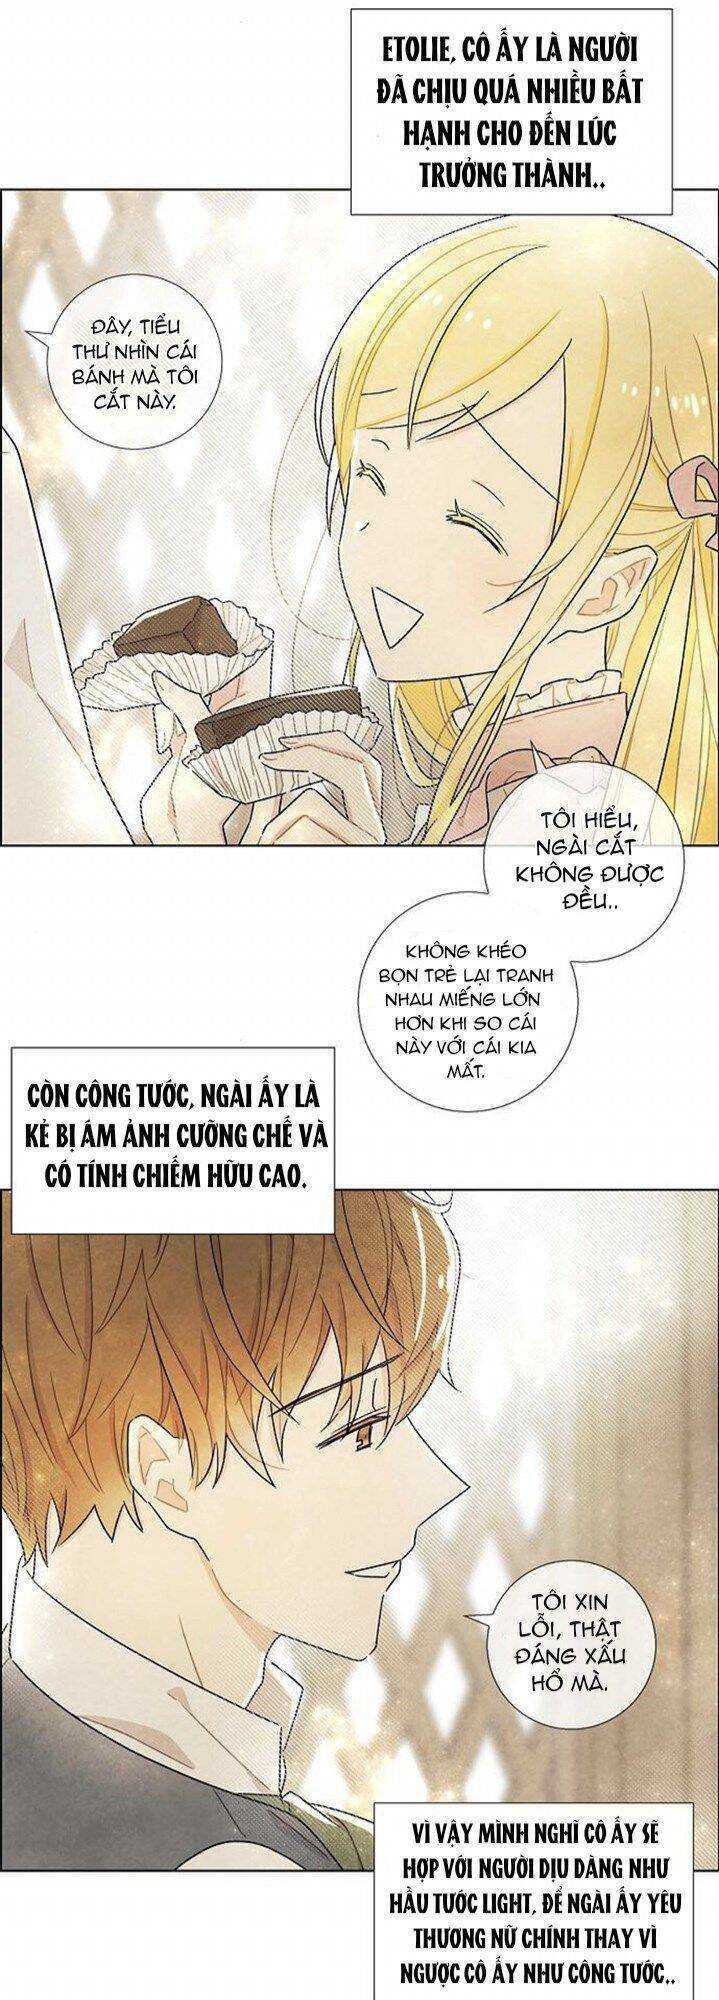 ETOLIE, CÔ ẤY LÀ NGƯỜI
ĐÃ CHỊU QUÁ NHIỀU BẤT
HẠNH CHO ĐẾN LÚC
TRƯỞNG THÀNH..
ĐÂY, TIỂU
THƯ NHÌN CÁI
BÁNH MÀ TÔI
CẮT NÀY.
TÔI HIỂU,
NGÀI CẮT
KHÔNG ĐƯỢC
ĐỀU..
KHÔNG KHÉO
BỌN TRẺ LẠI TRANH
NHAU MIẾNG LỚN
HƠN KHI SO CÁI
NÀY VỚI CÁI KIA
MẤT.
CÒN CÔNG TƯỚC, NGÀI ẤY LÀ
KẺ BỊ ÁM ẢNH CƯỠNG CHẾ VÀ
CÓ TÍNH CHIẾM HỮU CAO.
TÔI XIN
LỖI, THẬT
ĐÁNG XẤU
HỔ MÀ.
VÌ VẬY MÌNH NGHĨ CÔ ẤY SẼ
HỢP VỚI NGƯỜI DỊU DÀNG NHƯ
HẦU TƯỚC LIGHT, ĐỂ NGÀI ẤY YÊU
THƯƠNG NỮ CHÍNH THAY VÌ
NGƯỢC CÔ ẤY NHƯ CÔNG TƯỚC..